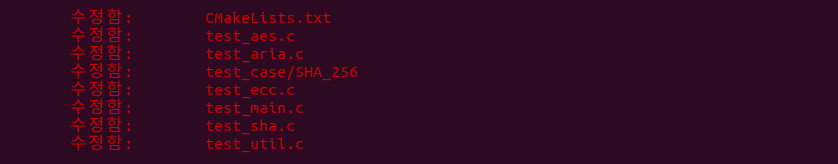 수정함: CMakeLists.txt
수정함: test_aes.c
수정함: test_aria.c
수정함: test_case/SHA_256
수정함: test_ecc.c
수정함: test_main.c
수정함: test_sha.c
수정함: test_util.c